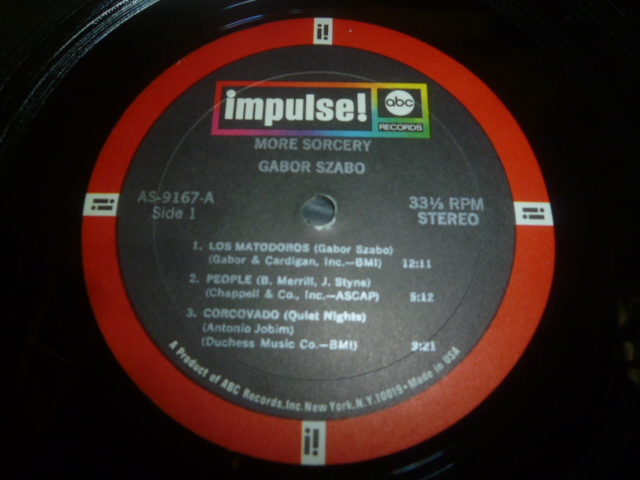 impulse!
abc
RECORDS
MORE SORCERY
GABOR SZABO
AS-9167-A
Side 1
33⅓ RPM
STEREO
1. LOS MATODOROS (Gabor Szabo)
(Gabor & Cardigan, Inc.—BMI) 12:11
2. PEOPLE (B. Merrill, J. Styne)
(Chappell & Co., Inc.—ASCAP) 5:12
3. CORCOVADO (Quiet Nights)
(Antonio Jobim)
(Duchess Music Co.—BMI) 3:21
A Product of ABC Records, Inc. New York, N.Y. 10019 • Made in USA